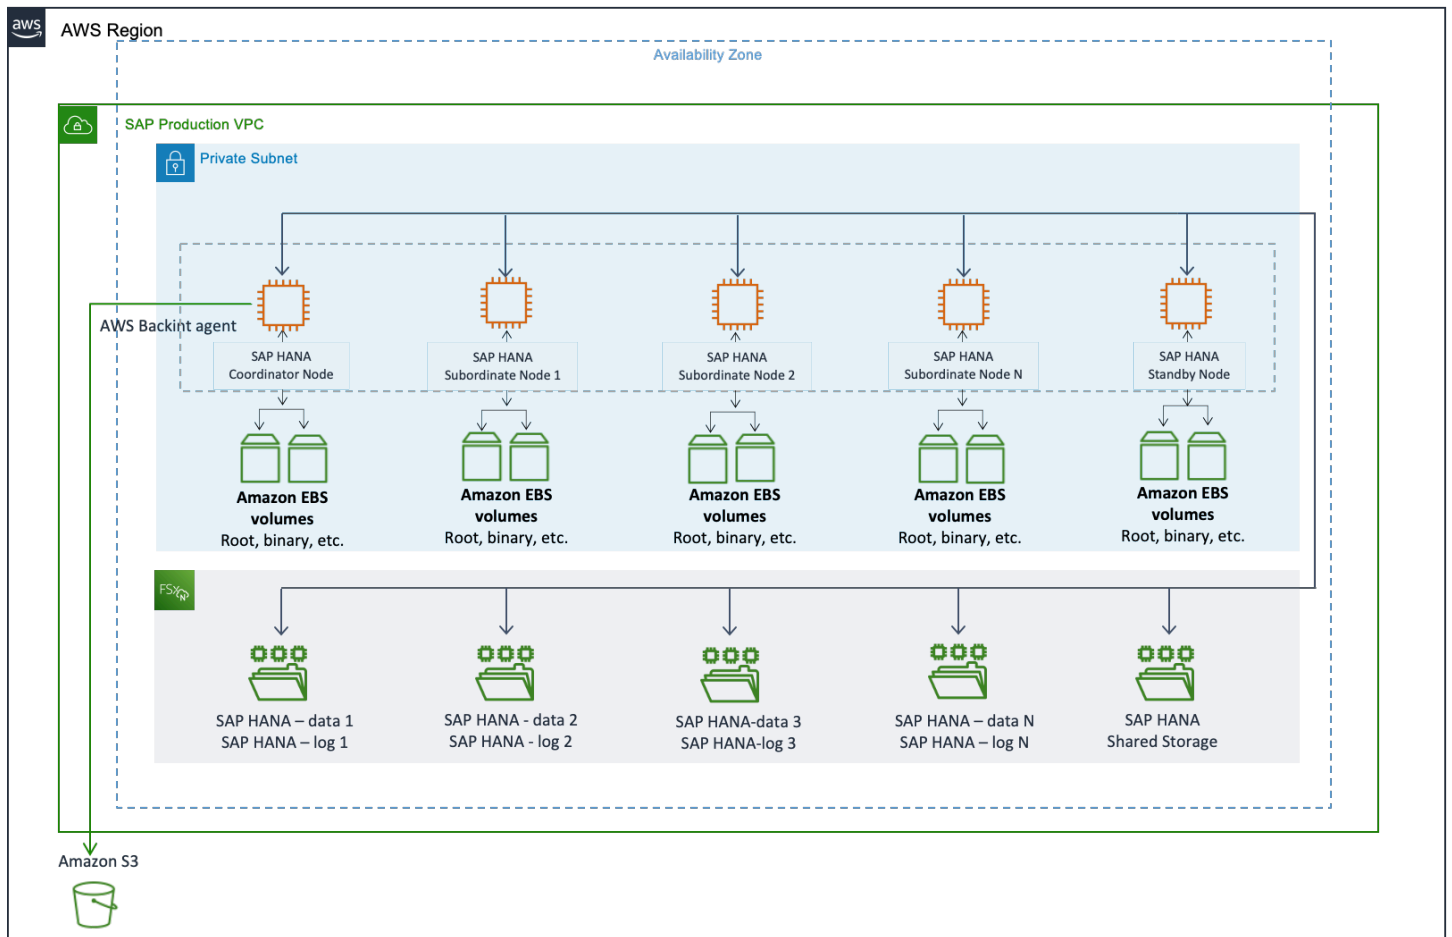 aws
AWS Region
Availability Zone
SAP Production VPC
Private Subnet
AWS Backint agent
SAP HANA
Coordinator Node
SAP HANA
Subordinate Node 1
SAP HANA
Subordinate Node 2
SAP HANA
Subordinate Node N
SAP HANA
Standby Node
Amazon EBS
volumes
Root, binary, etc.
Amazon EBS
volumes
Root, binary, etc.
Amazon EBS
volumes
Root, binary, etc.
Amazon EBS
volumes
Root, binary, etc.
Amazon EBS
volumes
Root, binary, etc.
FSx
N
SAP HANA – data 1
SAP HANA – log 1
SAP HANA - data 2
SAP HANA - log 2
SAP HANA-data 3
SAP HANA-log 3
SAP HANA – data N
SAP HANA – log N
SAP HANA
Shared Storage
Amazon S3